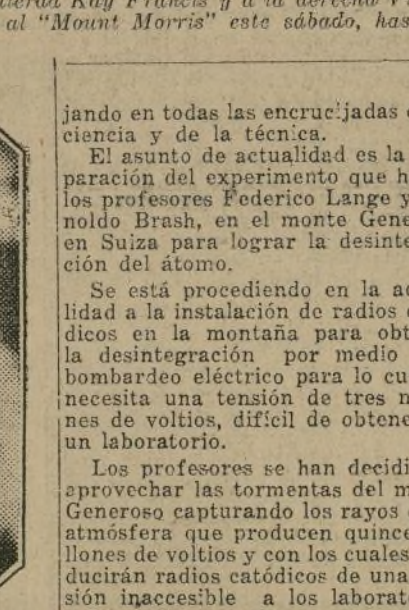 Kay Francis y a la derecha
al "Mount Morris" este sábado, has
jando en todas las encrucijadas
ciencia y de la técnica.
El asunto de actualidad es la
paración del experimento que h
los profesores Federico Lange y
noldo Brash, en el monte Gene
en Suiza para lograr la desinte
ción del átomo.
Se está procediendo en la ac
lidad a la instalación de radios
dicos en la montaña para obt
la desintegración por medio
bombardeo eléctrico para lo cu
necesita una tensión de tres m
nes de voltios, difícil de obtene
un laboratorio.
Los profesores se han decidi
aprovechar las tormentas del m
Generoso capturando los rayos
atmósfera que producen quince
llones de voltios y con los cuales
ducirán radios catódicos de una
sión inaccesible a los laborat